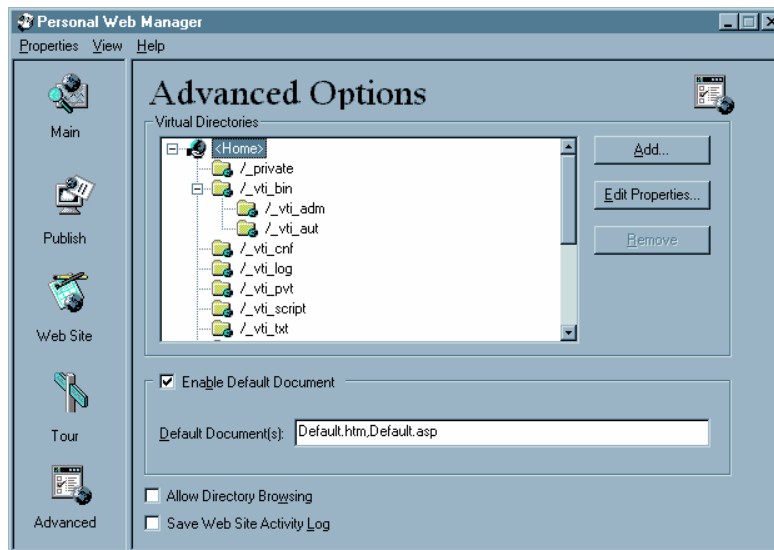 Personal Web Manager
Properties View Help
Main
Publish
Web Site
Tour
Advanced
Advanced Options
Virtual Directories
<Home>
/_private
/_vti_bin
/_vti_adm
/_vti_aut
/_vti_cnf
/_vti_log
/_vti_pvt
/_vti_script
/_vti_txt
Add...
Edit Properties...
Remove
Enable Default Document
Default Document(s): Default.htm,Default.asp
Allow Directory Browsing
Save Web Site Activity Log